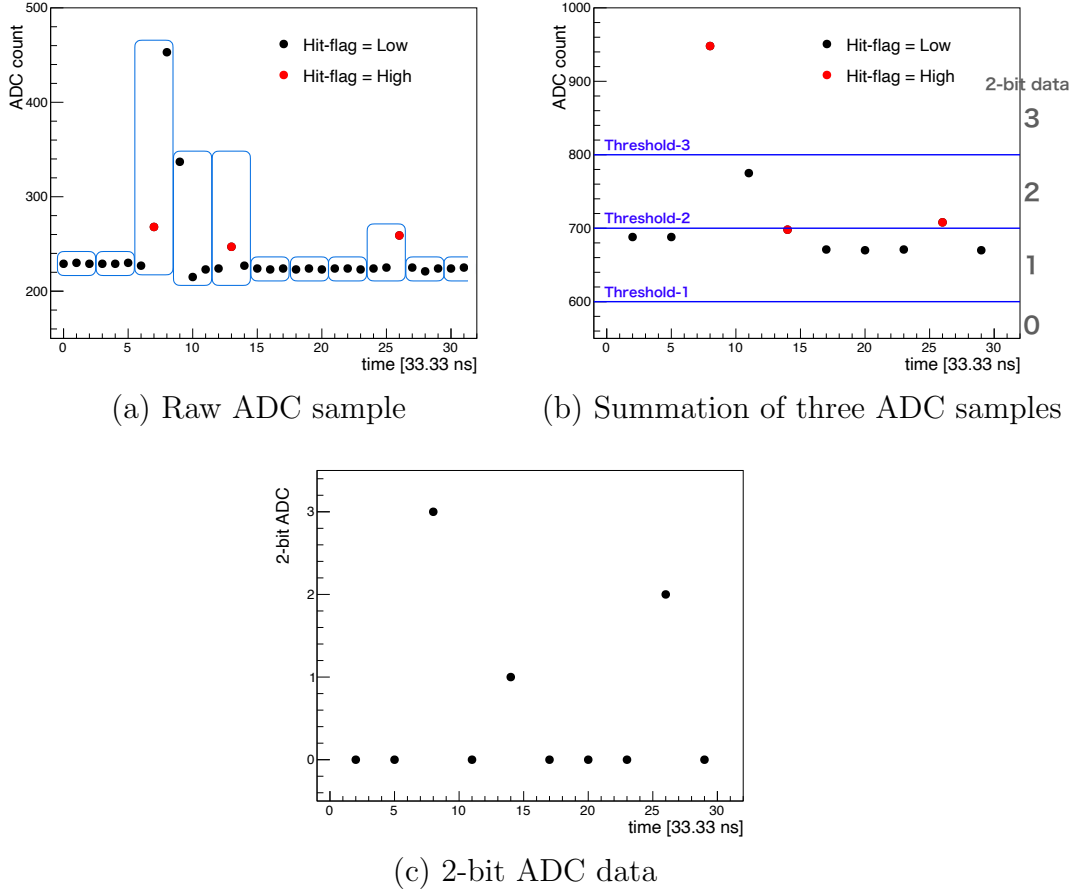 500
400
300
200
ADC count
Hit-flag = Low
Hit-flag = High
0 5 10 15 20 25 30
time [33.33 ns]
(a) Raw ADC sample
1000
900
800
700
600
ADC count
Hit-flag = Low
Hit-flag = High
2-bit data
3
Threshold-3
2
Threshold-2
1
Threshold-1
0
0 5 10 15 20 25 30
time [33.33 ns]
(b) Summation of three ADC samples
2-bit ADC
3
2
1
0
0 5 10 15 20 25 30
time [33.33 ns]
(c) 2-bit ADC data